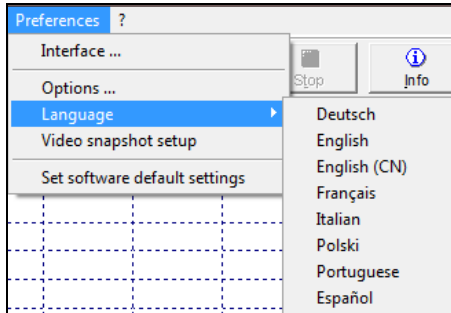 Preferences ?
Interface ...
Stop
Info
Options ...
Language
Deutsch
Video snapshot setup
English
English (CN)
Set software default settings
Français
Italian
Polski
Portuguese
Español